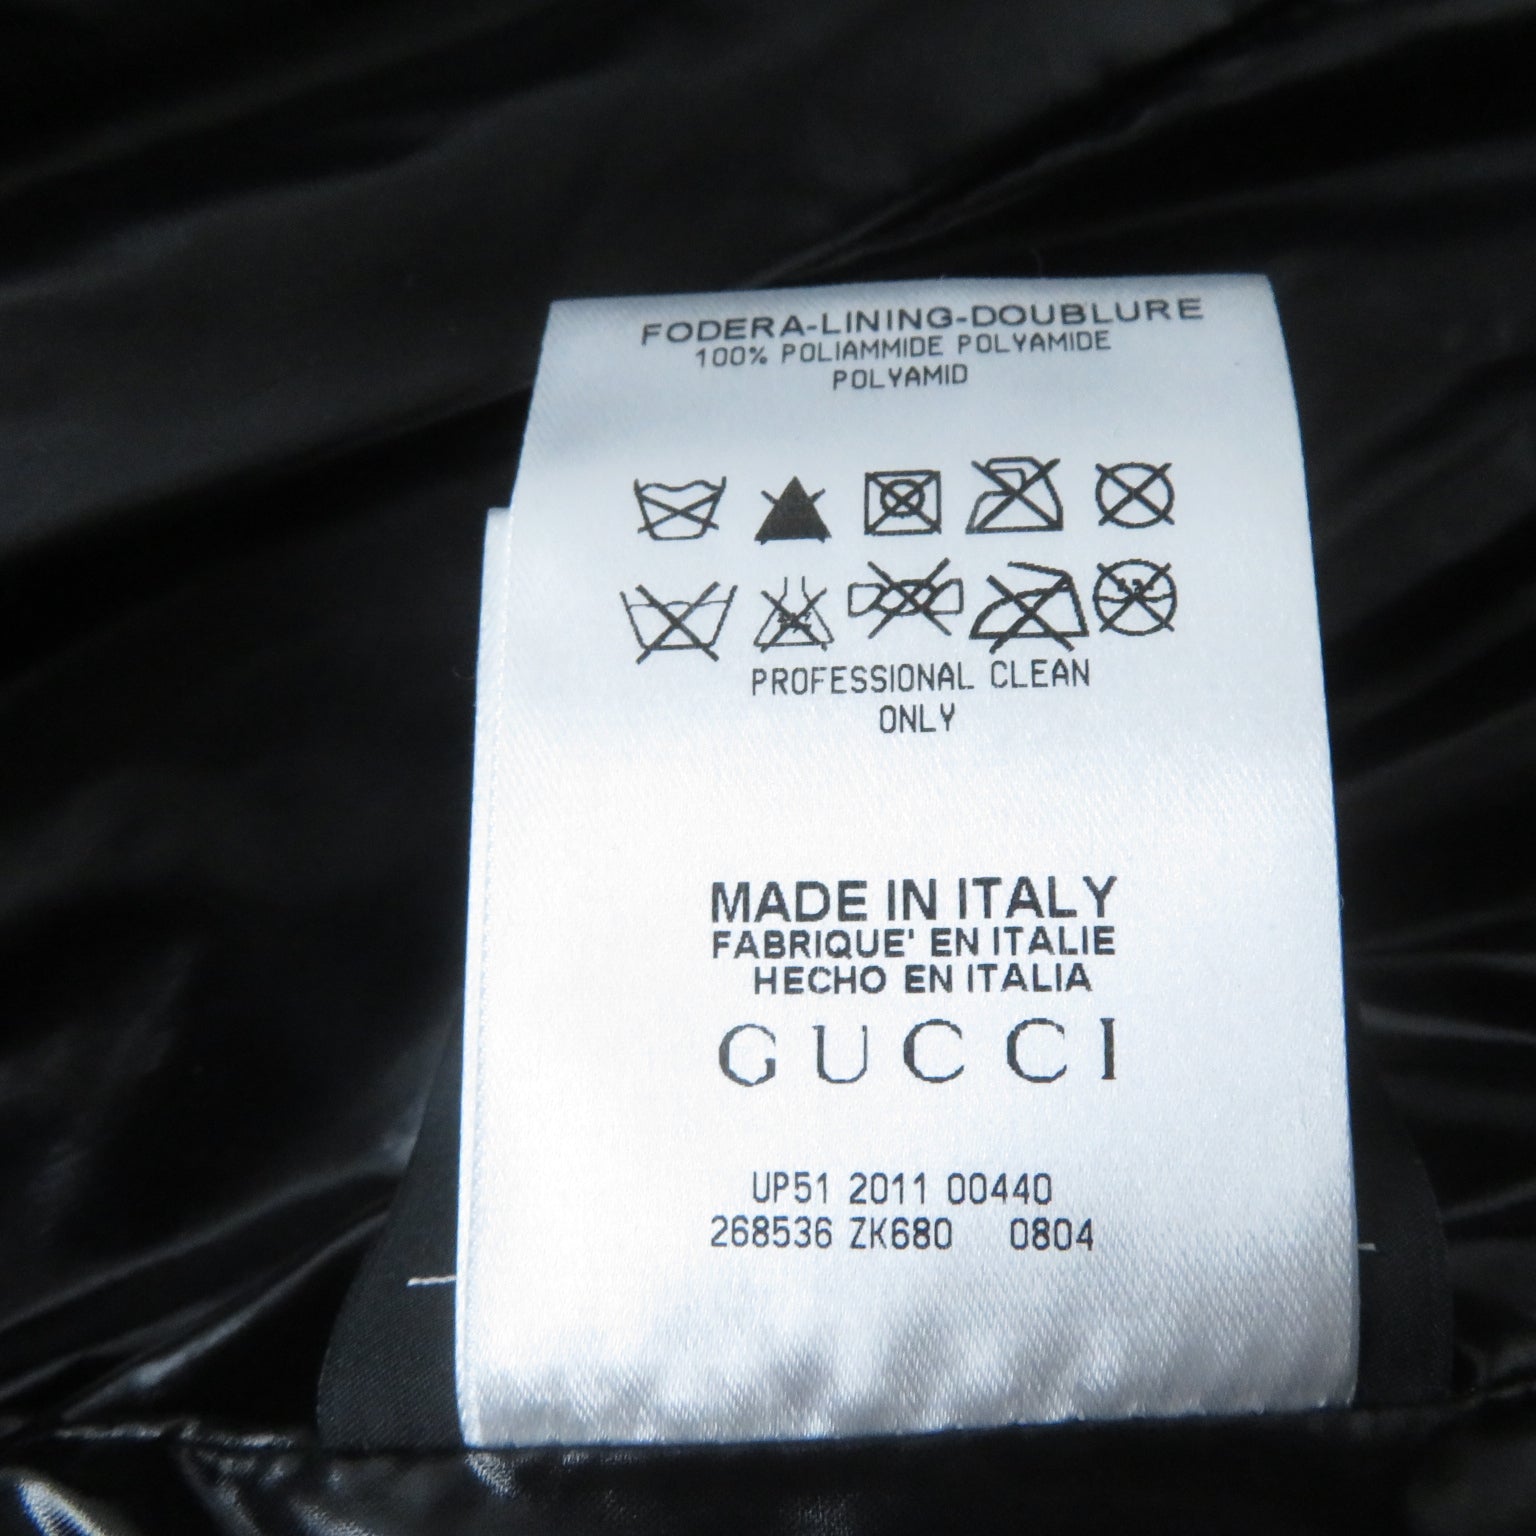 FODERA-LINING-DOUBLURE
100% POLIAMMIDE POLYAMIDE
POLYAMID
PROFESSIONAL CLEAN
ONLY
MADE IN ITALY
FABRIQUE' EN ITALIE
HECHO EN ITALIA
GUCCI
UP51 2011 00440
268536 ZK680 0804